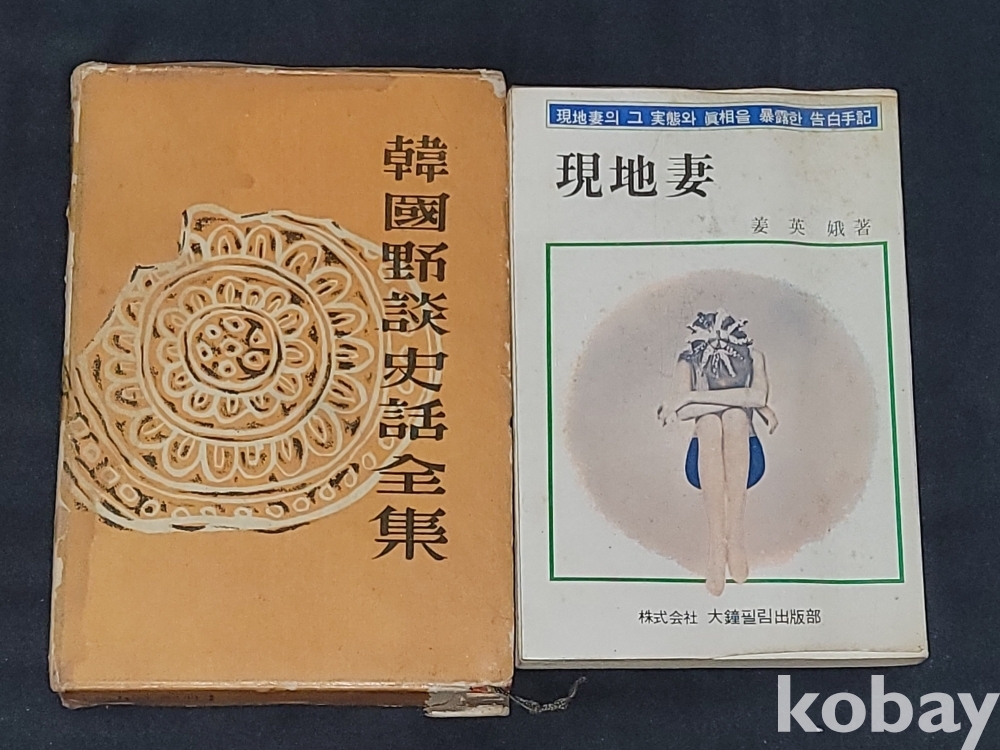 韓國野談史話全集
現地妻의 그 実態와 眞相을 暴露한 告白手記
現地妻
姜英娥著
株式会社 大鐘필림出版部
kobay